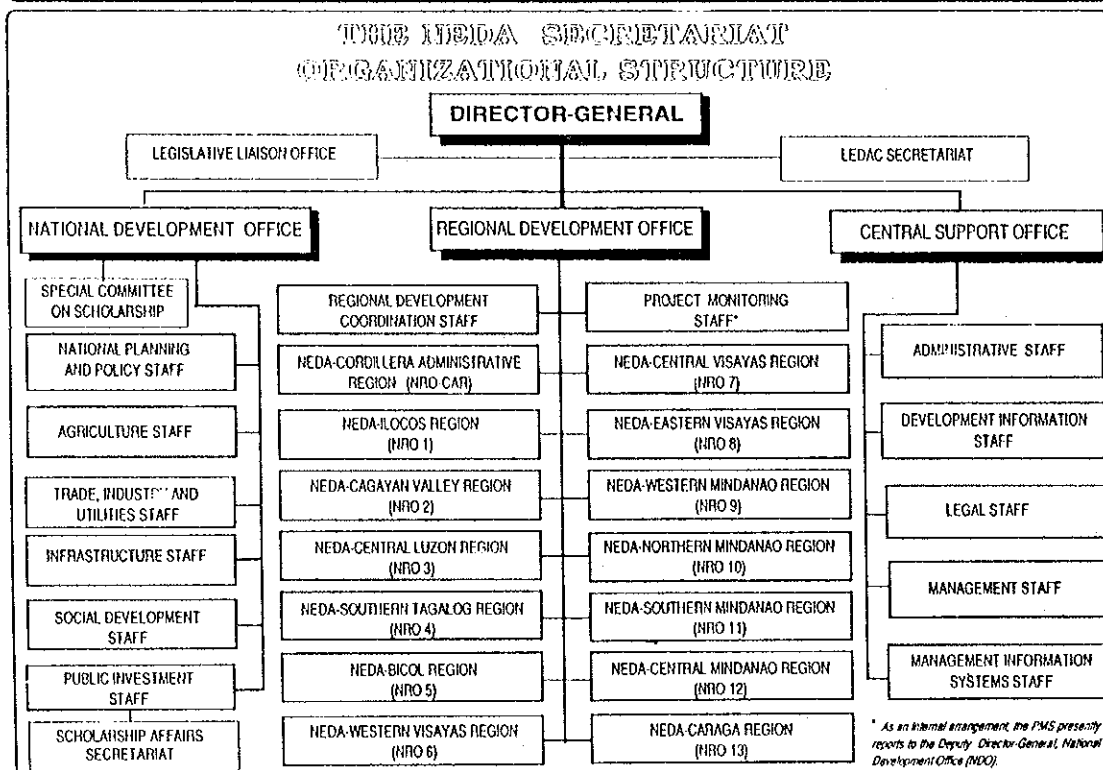 THE NEDA SECRETARIAT
ORGANIZATIONAL STRUCTURE
DIRECTOR-GENERAL
LEGISLATIVE LIAISON OFFICE
LEDAC SECRETARIAT
NATIONAL DEVELOPMENT OFFICE
REGIONAL DEVELOPMENT OFFICE
CENTRAL SUPPORT OFFICE
SPECIAL COMMITTEE
ON SCHOLARSHIP
NATIONAL PLANNING
AND POLICY STAFF
AGRICULTURE STAFF
TRADE, INDUSTRY AND
UTILITIES STAFF
INFRASTRUCTURE STAFF
SOCIAL DEVELOPMENT
STAFF
PUBLIC INVESTMENT
STAFF
SCHOLARSHIP AFFAIRS
SECRETARIAT
REGIONAL DEVELOPMENT
COORDINATION STAFF
NEDA-CORDILLERA ADMINISTRATIVE
REGION (NRO CAR)
NEDA-ILOCOS REGION
(NRO 1)
NEDA-CAGAYAN VALLEY REGION
(NRO 2)
NEDA-CENTRAL LUZON REGION
(NRO 3)
NEDA-SOUTHERN TAGALOG REGION
(NRO 4)
NEDA-BICOL REGION
(NRO 5)
NEDA-WESTERN VISAYAS REGION
(NRO 6)
PROJECT MONITORING
STAFF*
NEDA-CENTRAL VISAYAS REGION
(NRO 7)
NEDA-EASTERN VISAYAS REGION
(NRO 8)
NEDA-WESTERN MINDANAO REGION
(NRO 9)
NEDA-NORTHERN MINDANAO REGION
(NRO 10)
NEDA-SOUTHERN MINDANAO REGION
(NRO 11)
NEDA-CENTRAL MINDANAO REGION
(NRO 12)
NEDA-CARAGA REGION
(NRO 13)
ADMINISTRATIVE STAFF
DEVELOPMENT INFORMATION
STAFF
LEGAL STAFF
MANAGEMENT STAFF
MANAGEMENT INFORMATION
SYSTEMS STAFF
* As an internal arrangement, the PMS presently
reports to the Deputy Director-General, National
Development Office (NDO).